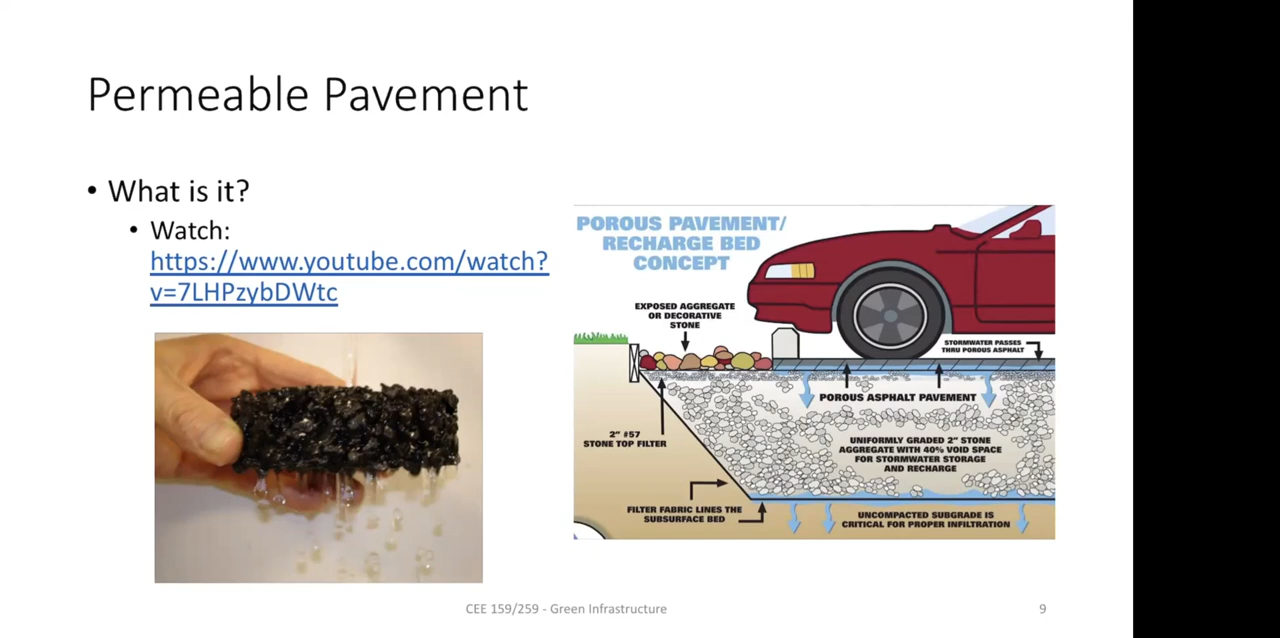 Permeable Pavement
• What is it?
• Watch:
https://www.youtube.com/watch?
v=7LHPzybDWtc
POROUS PAVEMENT/
RECHARGE BED
CONCEPT
EXPOSED AGGREGATE
OR DECORATIVE
STONE
STORMWATER PASSES
THRU POROUS ASPHALT
POROUS ASPHALT PAVEMENT
2" #57
STONE TOP FILTER
UNIFORMLY GRADED 2" STONE
AGGREGATE WITH 40% VOID SPACE
FOR STORMWATER STORAGE
AND RECHARGE
FILTER FABRIC LINES THE
SUBSURFACE BED
UNCOMPACTED SUBGRADE IS
CRITICAL FOR PROPER INFILTRATION
CEE 159/259 - Green Infrastructure
9